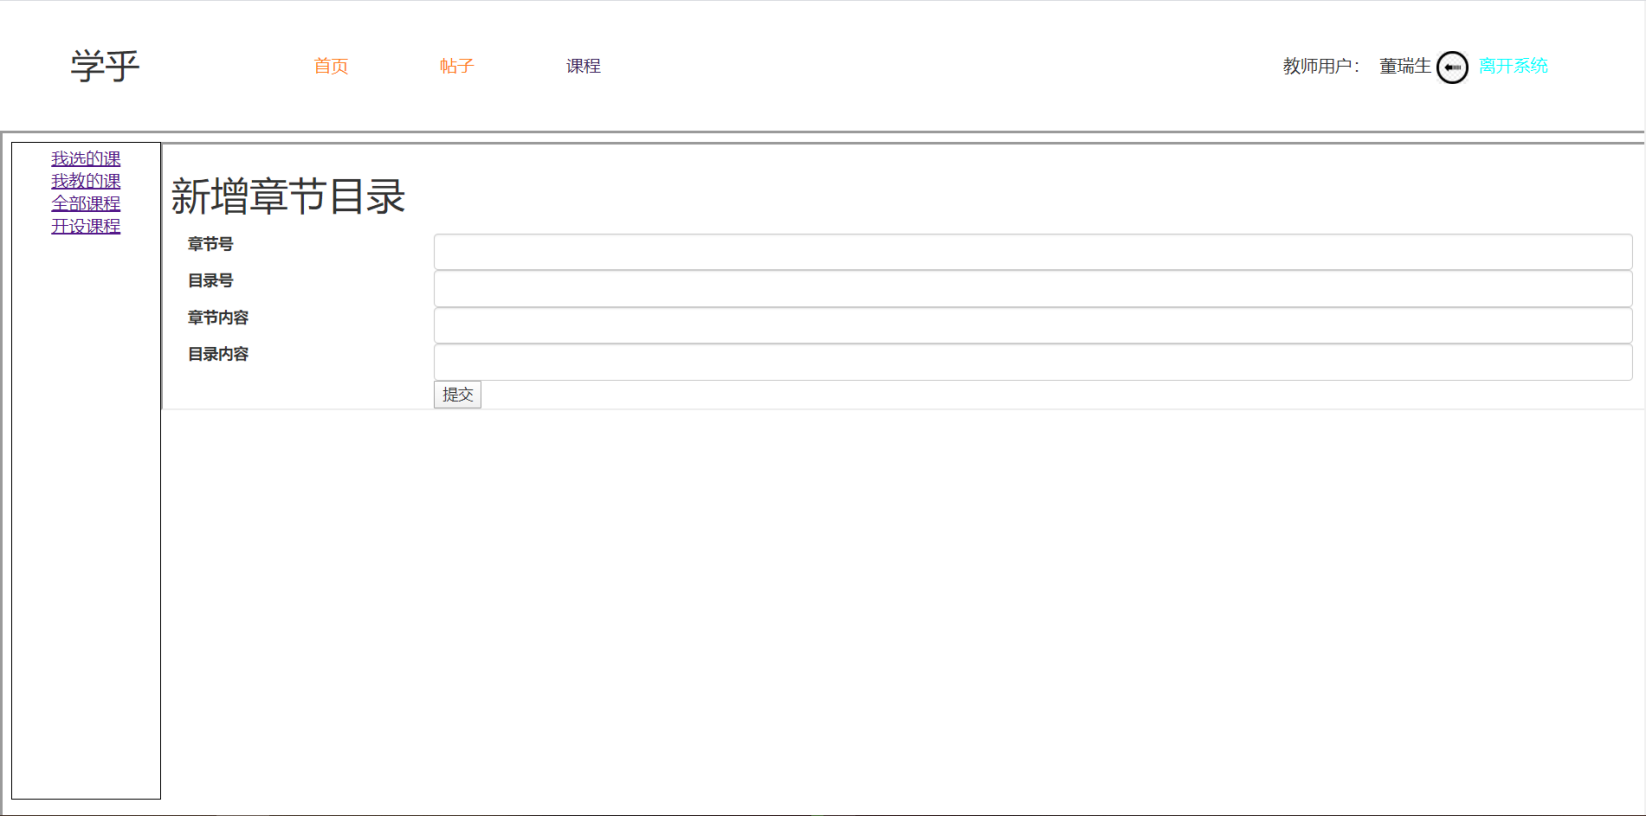 学乎 首页 帖子 课程 教师用户： 董瑞生 离开系统
我选的课
我教的课
全部课程
开设课程
新增章节目录
章节号
目录号
章节内容
目录内容
提交